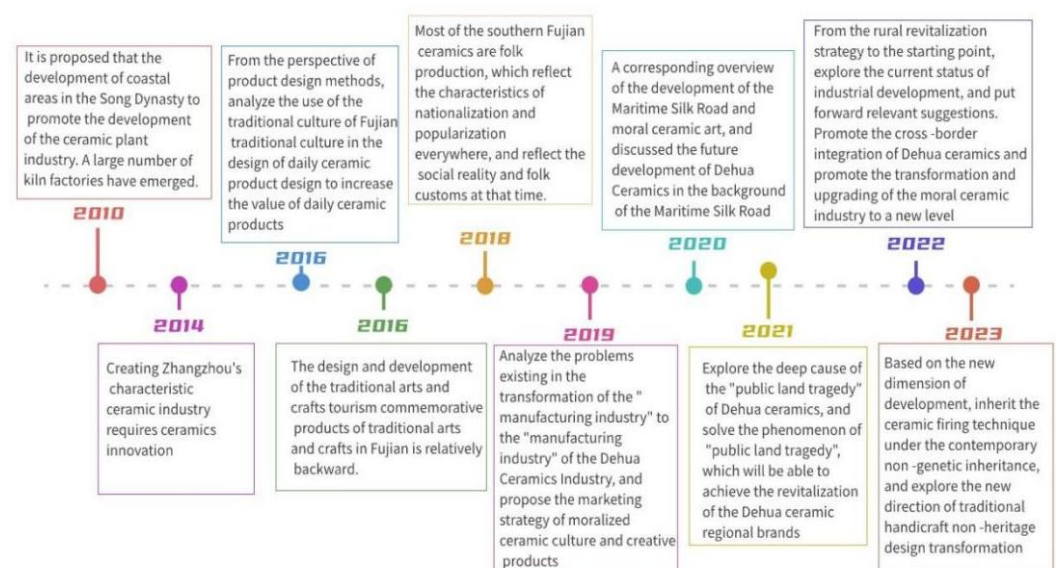 It is proposed that the
development of coastal
areas in the Song Dynasty to
promote the development
of the ceramic plant
industry. A large number of
kiln factories have emerged.
2010
From the perspective of
product design methods,
analyze the use of the
traditional culture of Fujian
traditional culture in the
design of daily ceramic
product design to increase
the value of daily ceramic
products
2016
Most of the southern Fujian
ceramics are folk
production, which reflect
the characteristics of
nationalization and
popularization
everywhere, and reflect the
social reality and folk
customs at that time.
2018
A corresponding overview
of the development of the
Maritime Silk Road and
moral ceramic art, and
discussed the future
development of Dehua
Ceramics in the background
of the Maritime Silk Road
2020
From the rural revitalization
strategy to the starting point,
explore the current status of
industrial development, and put
forward relevant suggestions.
Promote the cross -border
integration of Dehua ceramics and
promote the transformation and
upgrading of the moral ceramic
industry to a new level
2022
2014
Creating Zhangzhou's
characteristic
ceramic industry
requires ceramics
innovation
2016
The design and development
of the traditional arts and
crafts tourism commemorative
products of traditional arts
and crafts in Fujian is relatively
backward.
2019
Analyze the problems
existing in the
transformation of the "
manufacturing industry" to
the "manufacturing
industry" of the Dehua
Ceramics Industry, and
propose the marketing
strategy of moralized
ceramic culture and creative
products
2021
Explore the deep cause of
the "public land tragedy"
of Dehua ceramics, and
solve the phenomenon of
"public land tragedy",
which will be able to
achieve the revitalization
of the Dehua ceramic
regional brands
2023
Based on the new
dimension of
development, inherit the
ceramic firing technique
under the contemporary
non -genetic inheritance,
and explore the new
direction of traditional
handicraft non -heritage
design transformation